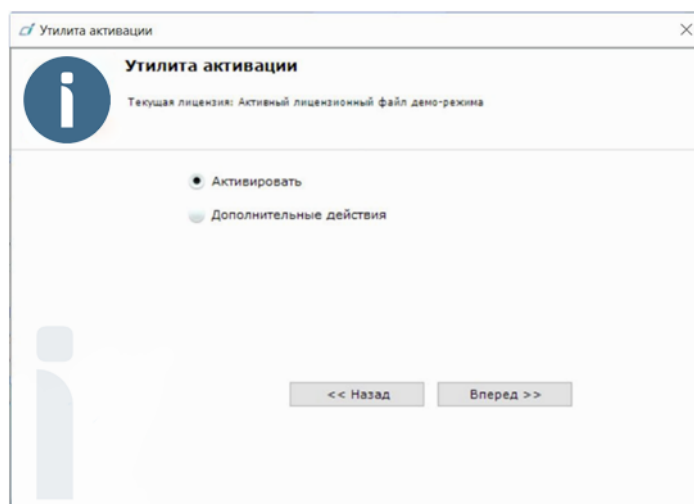 Утилита активации
Утилита активации
Текущая лицензия: Активный лицензионный файл демо-режима
Активировать
Дополнительные действия
<< Назад
Вперед >>